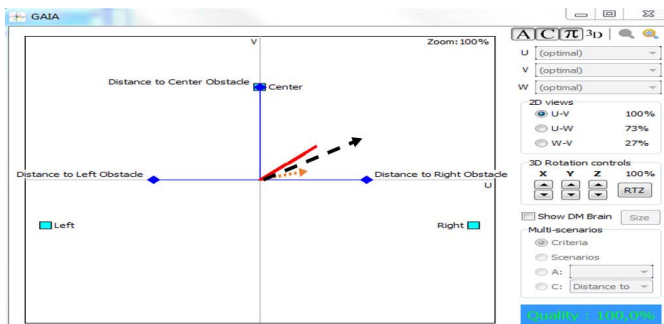 GAIA
V
Zoom: 100%
Distance to Center Obstacle
Center
Distance to Left Obstacle
Distance to Right Obstacle
U
Left
Right
A C π 3D
U (optimal)
V (optimal)
W (optimal)
2D views
U-V 100%
U-W 73%
W-V 27%
3D Rotation controls
X Y Z 100%
RTZ
Show DM Brain Size
Multi-scenarios
Criteria
Scenarios
A:
C: Distance to
Quality : 100,0%